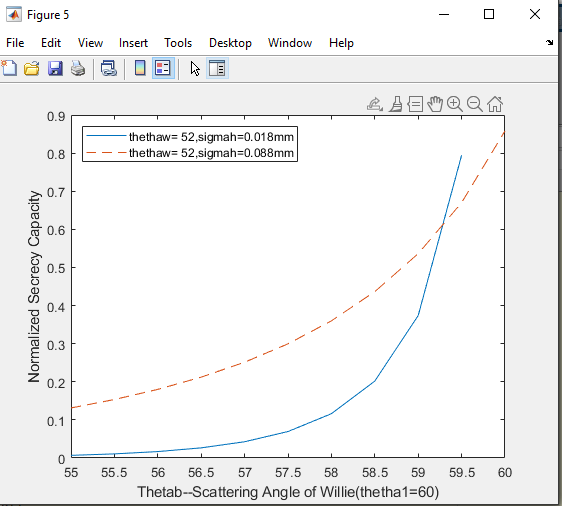 Figure 5
File Edit View Insert Tools Desktop Window Help
0.9
0.8
0.7
0.6
0.5
0.4
0.3
0.2
0.1
0
Normalized Secrecy Capacity
thethaw= 52,sigmah=0.018mm
thethaw= 52,sigmah=0.088mm
55 55.5 56 56.5 57 57.5 58 58.5 59 59.5 60
Thetab--Scattering Angle of Willie(thetha1=60)